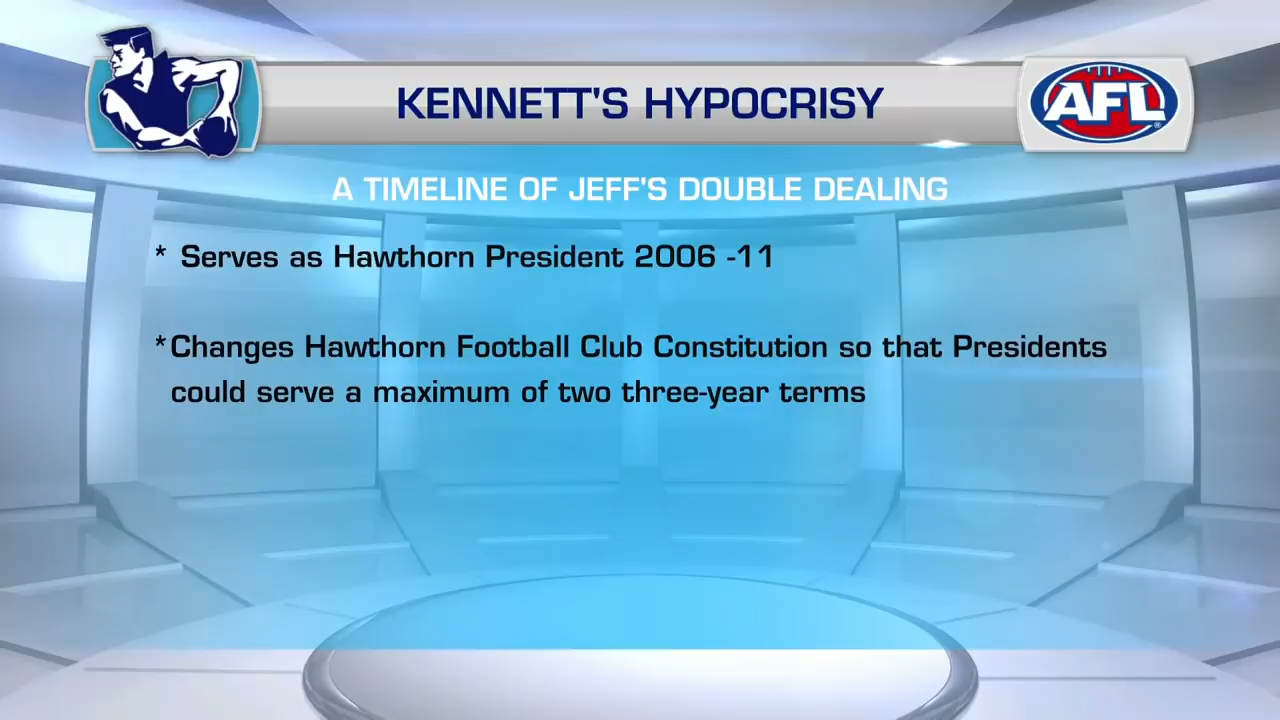 KENNETT'S HYPOCRISY
AFL
A TIMELINE OF JEFF'S DOUBLE DEALING
* Serves as Hawthorn President 2006 -11
*Changes Hawthorn Football Club Constitution so that Presidents
could serve a maximum of two three-year terms